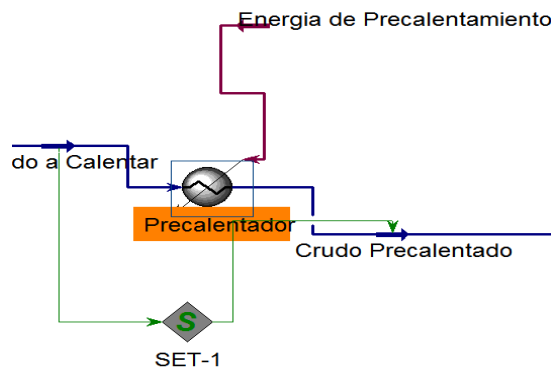 Energia de Precalentamiento
do a Calentar
Precalentador
Crudo Precalentado
S
SET-1